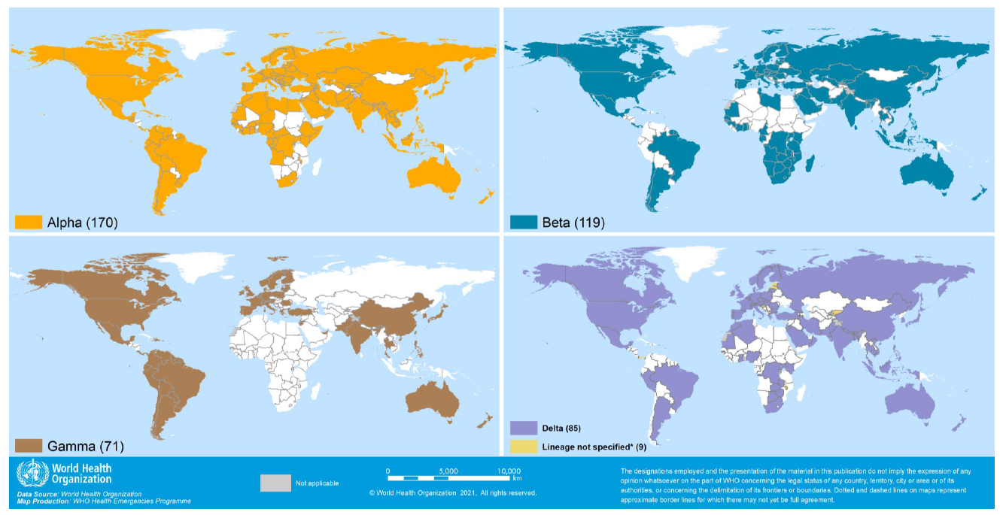 Alpha (170)
Beta (119)
Gamma (71)
Delta (85)
Lineage not specified* (9)
World Health
Organization
Data Source: World Health Organization
Map Production: WHO Health Emergences Programme
Not applicable
0 5,000 10,000
km
© World Health Organization 2021, All rights reserved.
The designations employed and the presentation of the material in this publication do not imply the expression of any
opinion whatsoever on the part of WHO concerning the legal status of any country, territory, city or area or of its
authorities, or concerning the delimitation of its frontiers or boundaries. Dotted and dashed lines on maps represent
approximate border lines for which there may not yet be full agreement.